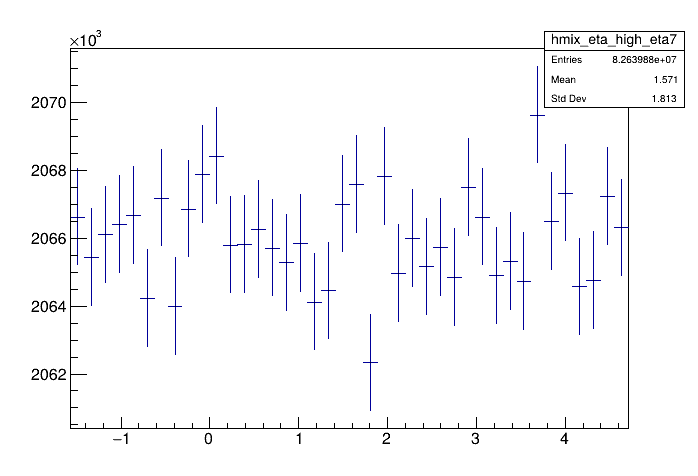 ×10³
hmix_eta_high_eta7
Entries 8.263988e+07
Mean 1.571
Std Dev 1.813
2070
2068
2066
2064
2062
−1 0 1 2 3 4